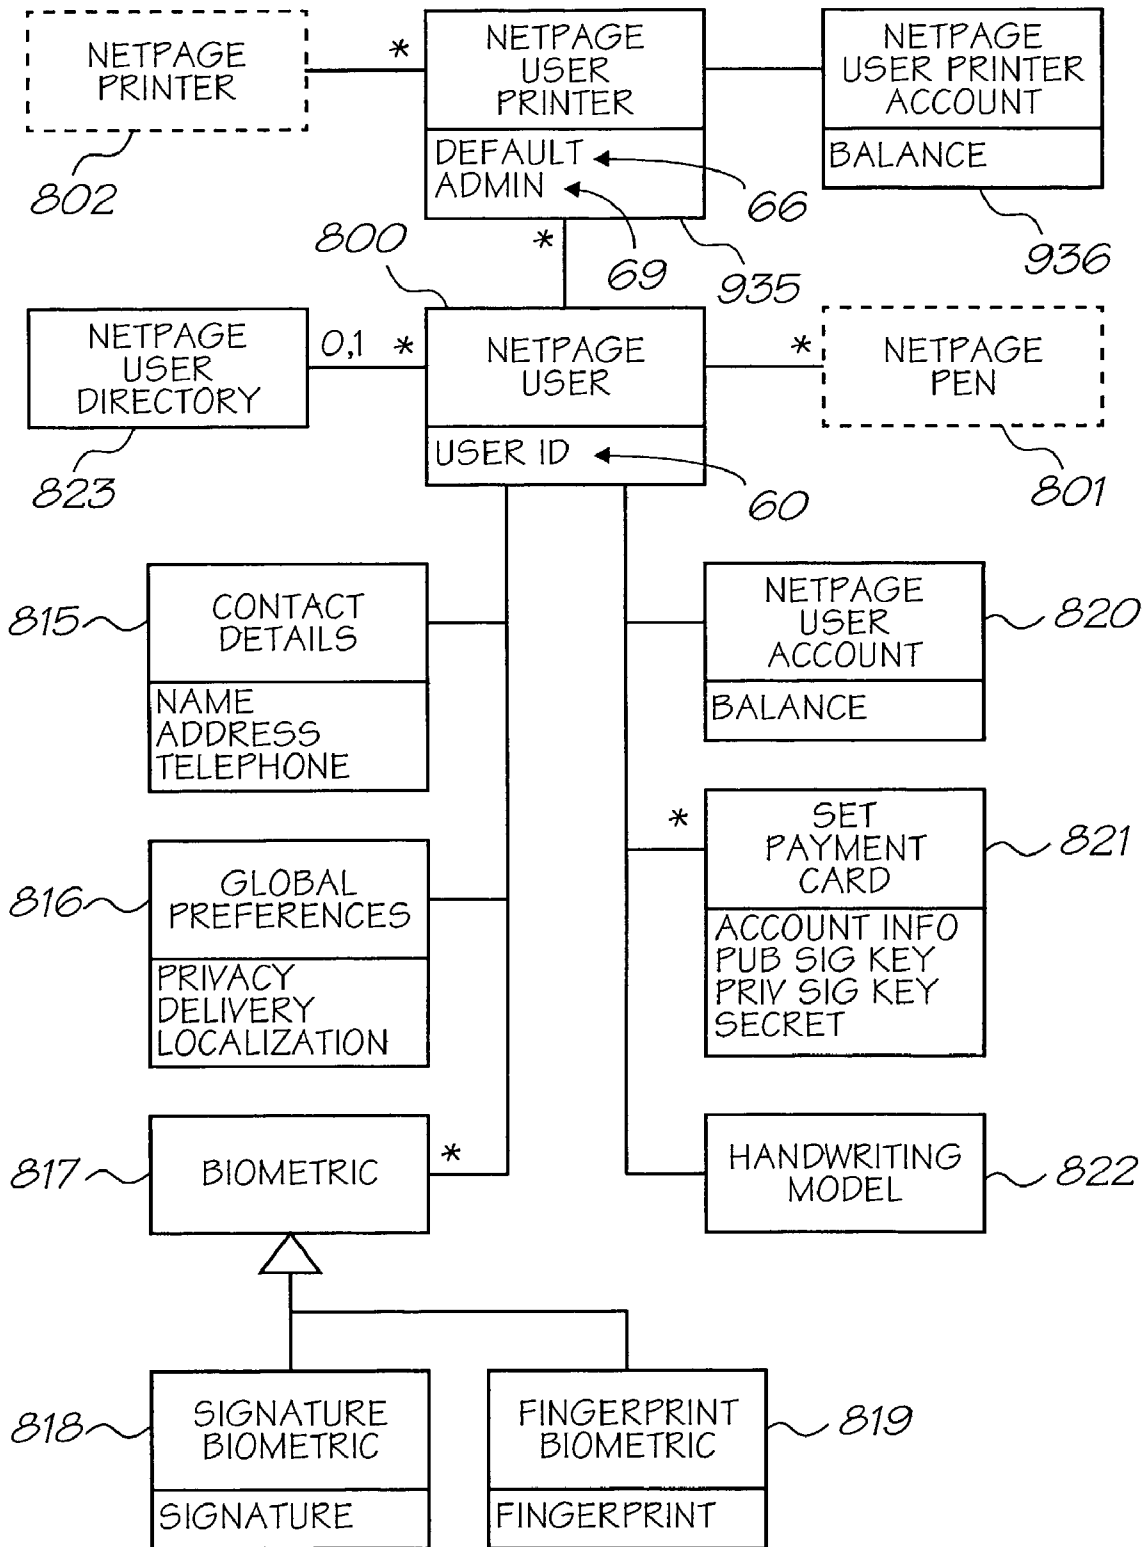 NETPAGE
PRINTER
802
*
NETPAGE
USER
PRINTER
DEFAULT
ADMIN
66
69
935
NETPAGE
USER PRINTER
ACCOUNT
BALANCE
936
*
800
NETPAGE
USER
DIRECTORY
823
0,1 *
NETPAGE
USER
USER ID
60
*
NETPAGE
PEN
801
815
CONTACT
DETAILS
NAME
ADDRESS
TELEPHONE
NETPAGE
USER
ACCOUNT
BALANCE
820
816
GLOBAL
PREFERENCES
PRIVACY
DELIVERY
LOCALIZATION
*
SET
PAYMENT
CARD
ACCOUNT INFO
PUB SIG KEY
PRIV SIG KEY
SECRET
821
817
BIOMETRIC
*
HANDWRITING
MODEL
822
818
SIGNATURE
BIOMETRIC
SIGNATURE
FINGERPRINT
BIOMETRIC
FINGERPRINT
819